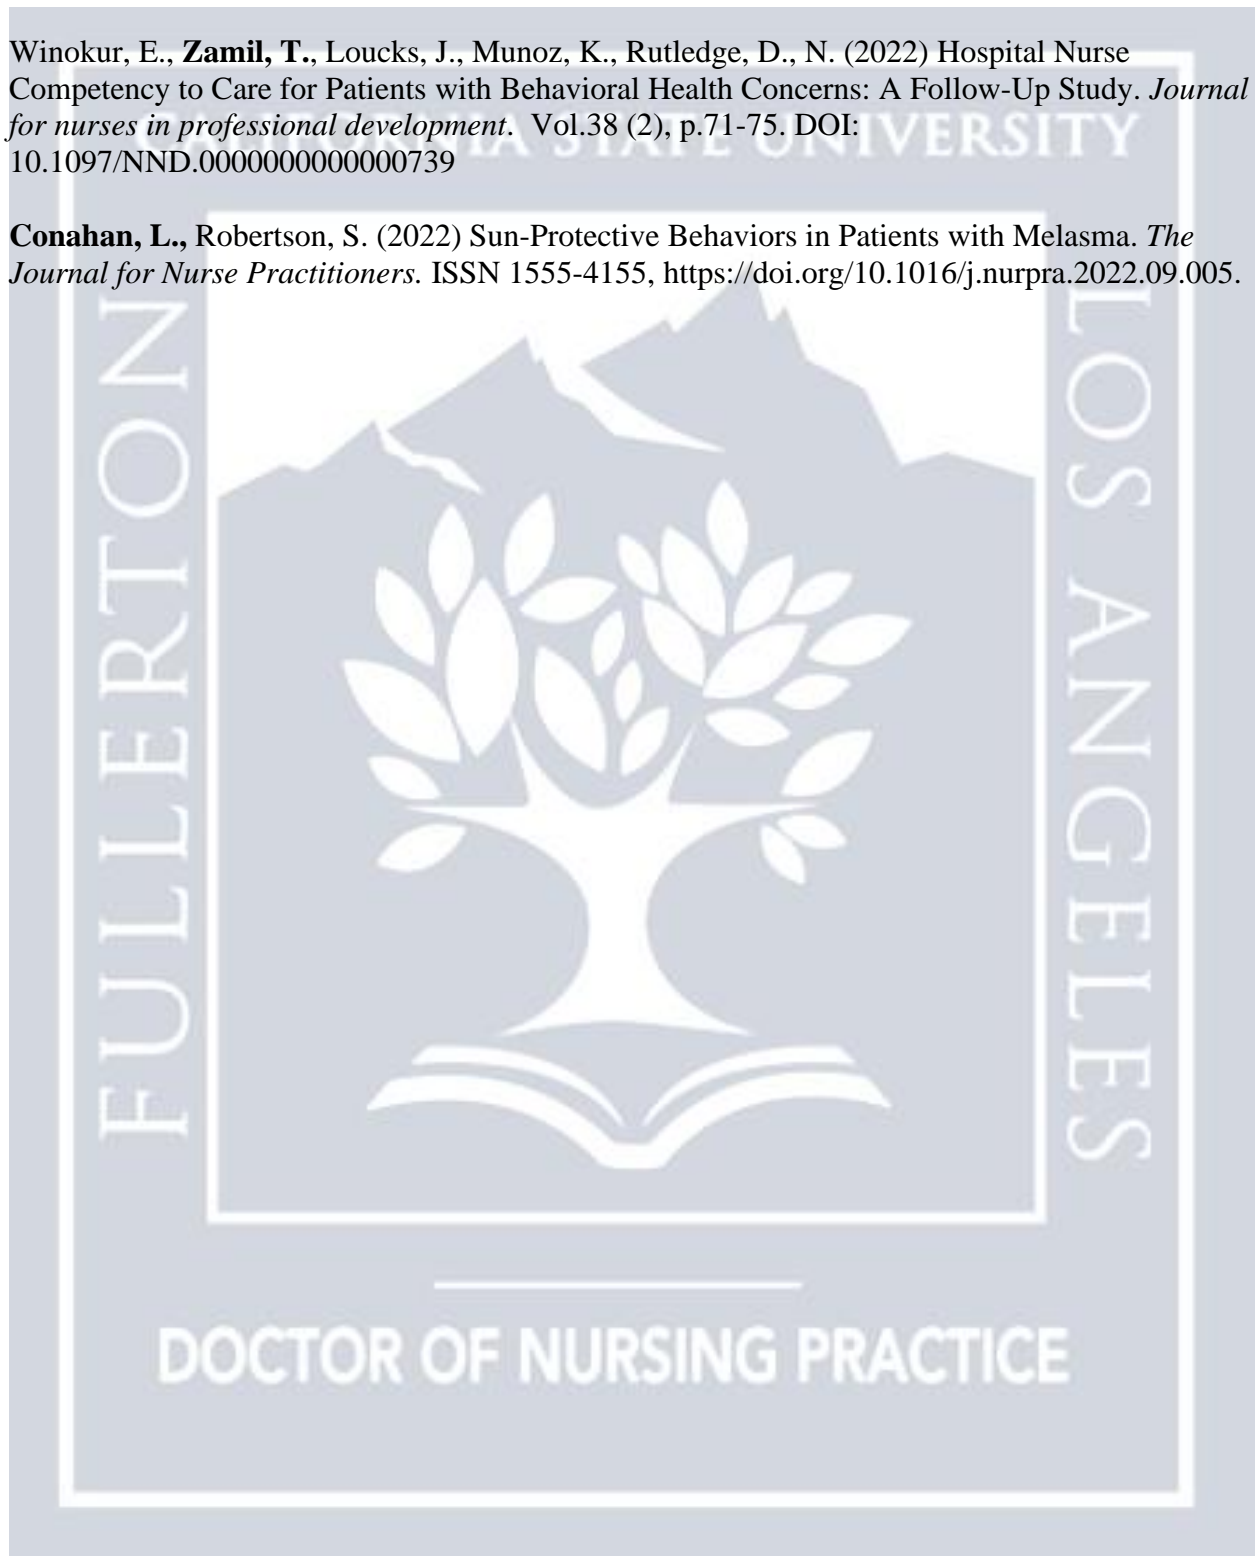 Winokur, E., Zamil, T., Loucks, J., Munoz, K., Rutledge, D., N. (2022) Hospital Nurse
Competency to Care for Patients with Behavioral Health Concerns: A Follow-Up Study. Journal
for nurses in professional development. Vol.38 (2), p.71-75. DOI:
10.1097/NND.0000000000000739
CALIFORNIA STATE UNIVERSITY
Conahan, L., Robertson, S. (2022) Sun-Protective Behaviors in Patients with Melasma. The
Journal for Nurse Practitioners. ISSN 1555-4155, https://doi.org/10.1016/j.nurpra.2022.09.005.
FULLERTON
LOS ANGELES
DOCTOR OF NURSING PRACTICE